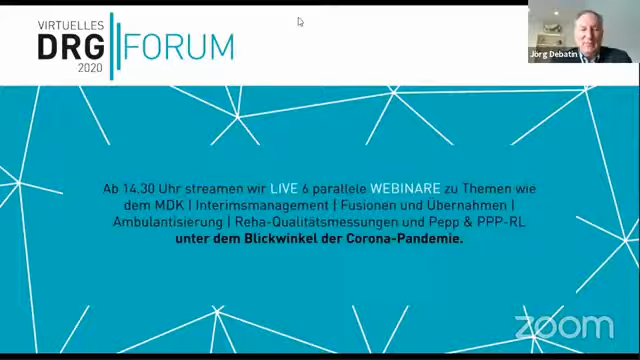 VIRTUELLES
DRG FORUM
2020
Jörg Debatin
Ab 14.30 Uhr streamen wir LIVE 6 parallele WEBINARE zu Themen wie
dem MDK | Interimsmanagement | Fusionen und Übernahmen |
Ambulantisierung | Reha-Qualitätsmessungen und Pepp & PPP-RL
unter dem Blickwinkel der Corona-Pandemie.
zoom